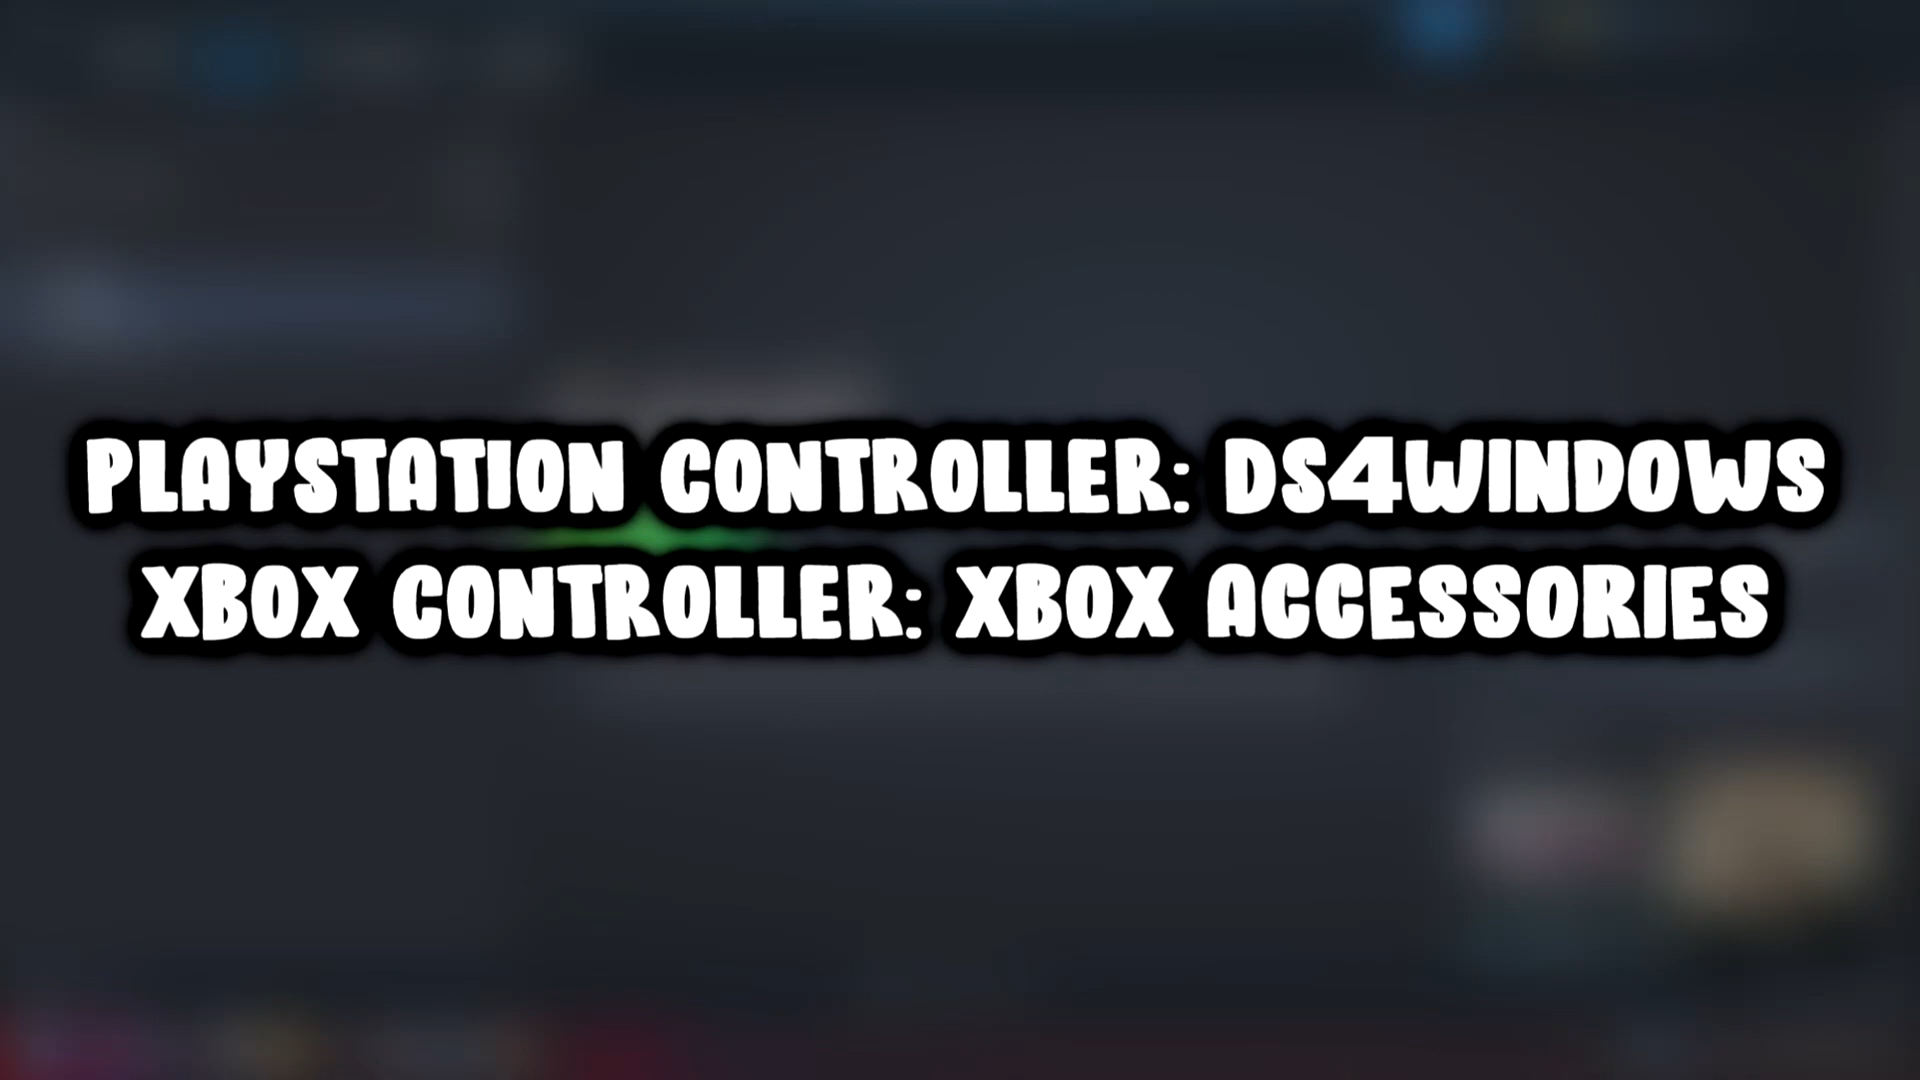 PLAYSTATION CONTROLLER: DS4WINDOWS
XBOX CONTROLLER: XBOX ACCESSORIES